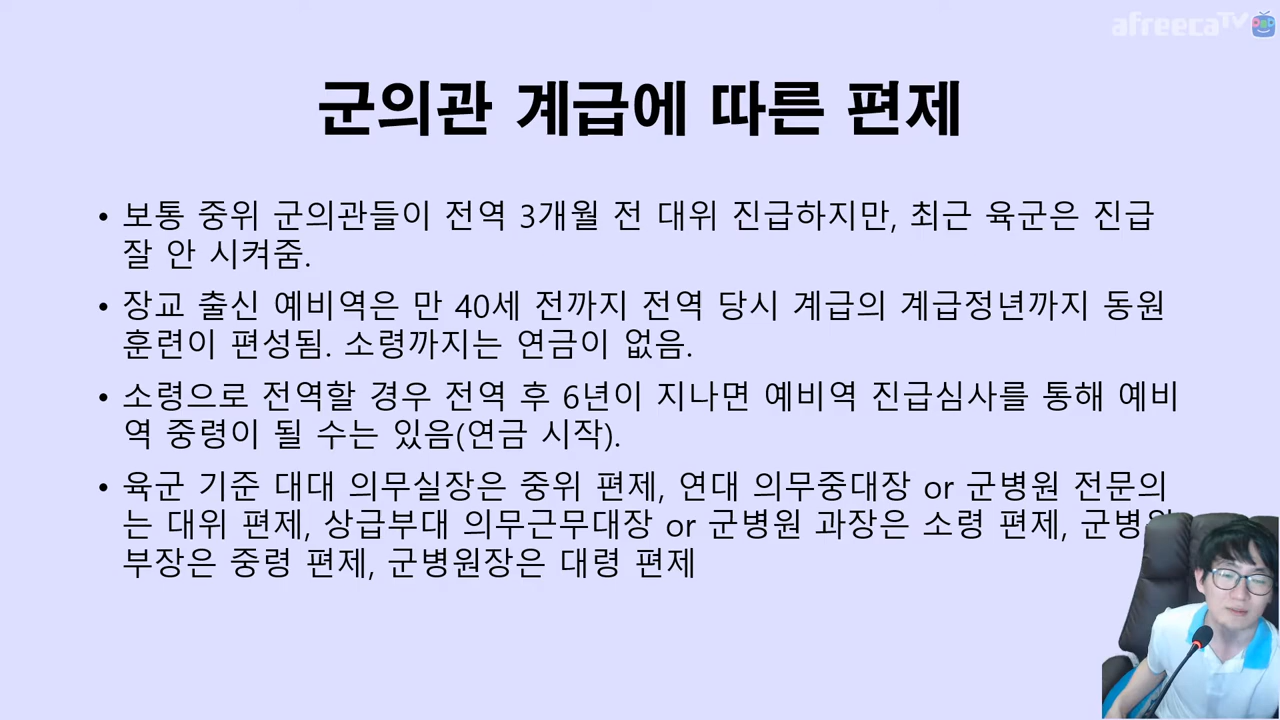 afreecaTV
군의관 계급에 따른 편제
• 보통 중위 군의관들이 전역 3개월 전 대위 진급하지만, 최근 육군은 진급
잘 안 시켜줌.
• 장교 출신 예비역은 만 40세 전까지 전역 당시 계급의 계급정년까지 동원
훈련이 편성됨. 소령까지는 연금이 없음.
• 소령으로 전역할 경우 전역 후 6년이 지나면 예비역 진급심사를 통해 예비
역 중령이 될 수는 있음(연금 시작).
• 육군 기준 대대 의무실장은 중위 편제, 연대 의무중대장 or 군병원 전문의
는 대위 편제, 상급부대 의무근무대장 or 군병원 과장은 소령 편제, 군병원
부장은 중령 편제, 군병원장은 대령 편제